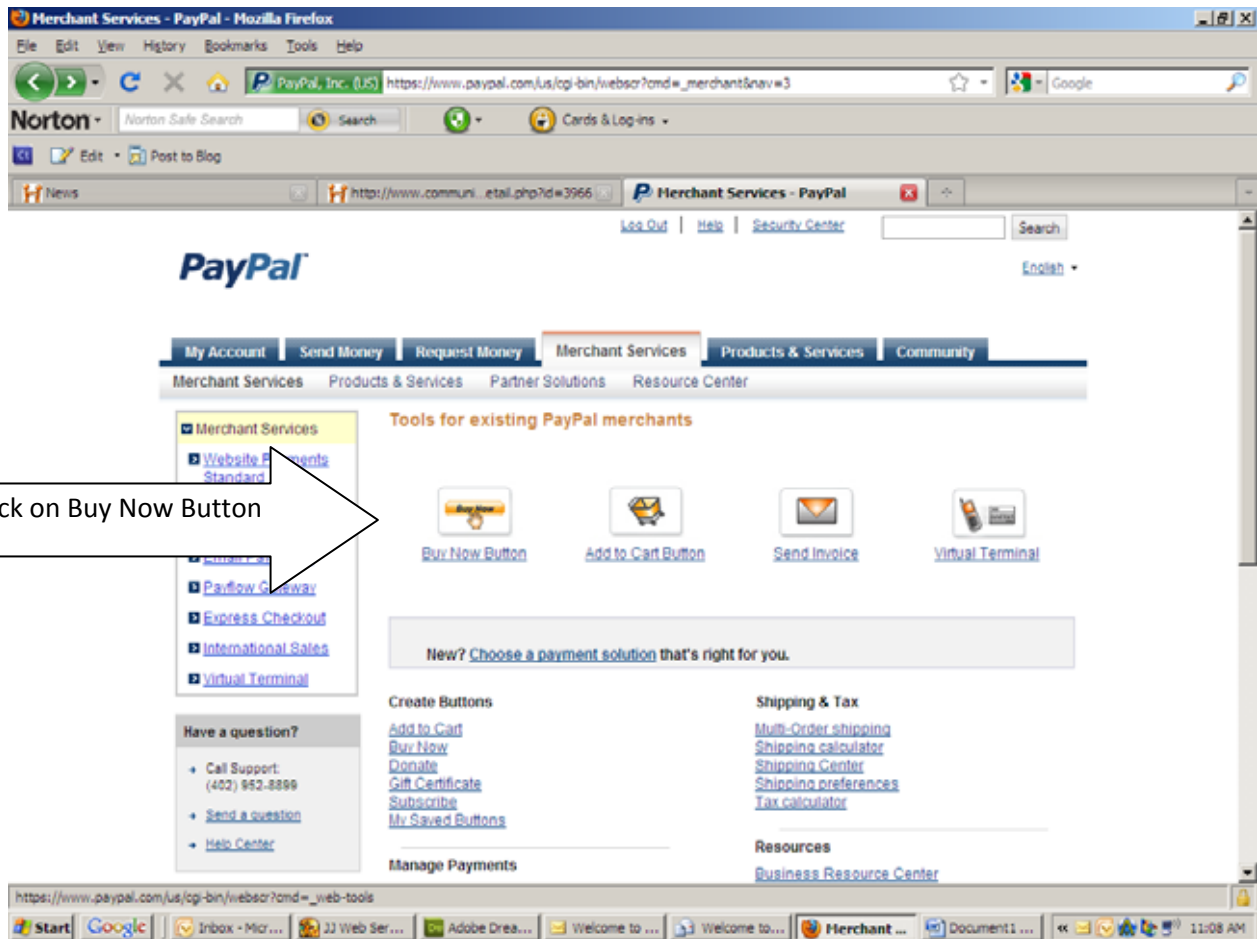 Merchant Services - PayPal - Mozilla Firefox
File Edit View History Bookmarks Tools Help
PayPal, Inc. (US) https://www.paypal.com/us/cgi-bin/webscr?cmd=_merchant&nav=3 Google
Norton Norton Safe Search Search Cards & Log-ins
Edit Post to Blog
News http://www.communi...etail.php?id=3966 Merchant Services - PayPal
Log Out | Help | Security Center Search
PayPal
English
My Account Send Money Request Money Merchant Services Products & Services Community
Merchant Services Products & Services Partner Solutions Resource Center
Merchant Services
Website Payments
Standard
ck on Buy Now Button
Payflow Gateway
Express Checkout
International Sales
Virtual Terminal
Have a question?
Call Support:
(402) 952-8899
Send a question
Help Center
Tools for existing PayPal merchants
Buy Now
Buy Now Button Add to Cart Button Send Invoice Virtual Terminal
New? Choose a payment solution that's right for you.
Create Buttons
Add to Cart
Buy Now
Donate
Gift Certificate
Subscribe
My Saved Buttons
Manage Payments
Shipping & Tax
Multi-Order shipping
Shipping calculator
Shipping Center
Shipping preferences
Tax calculator
Resources
Business Resource Center
https://www.paypal.com/us/cgi-bin/webscr?cmd=_web-tools
Start Google Inbox - Micr... JJ Web Ser... Adobe Drea... Welcome to ... Welcome to... Merchant ... Document1 ... 11:08 AM